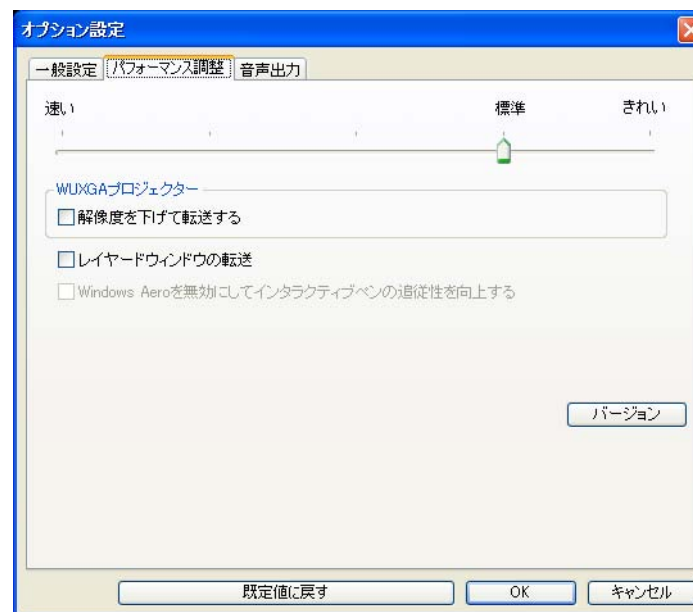 オプション設定
一般設定 パフォーマンス調整 音声出力
速い 標準 きれい
WUXGAプロジェクター
解像度を下げて転送する
レイヤードウィンドウの転送
Windows Aeroを無効にしてインタラクティブペンの追従性を向上する
バージョン
既定値に戻す OK キャンセル